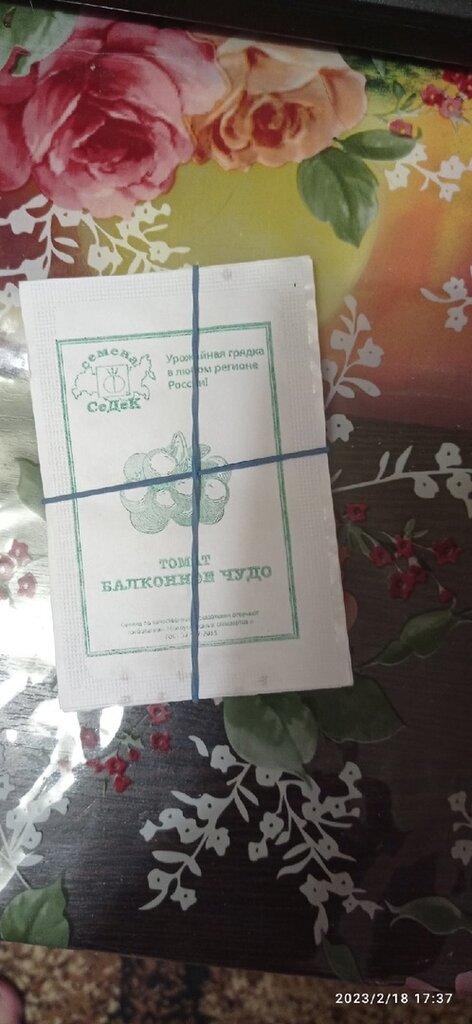 семена
СеДеК
Урожайная грядка
в любом регионе
России!
ТОМАТ
БАЛКОННОЕ ЧУДО
2023/2/18 17:37